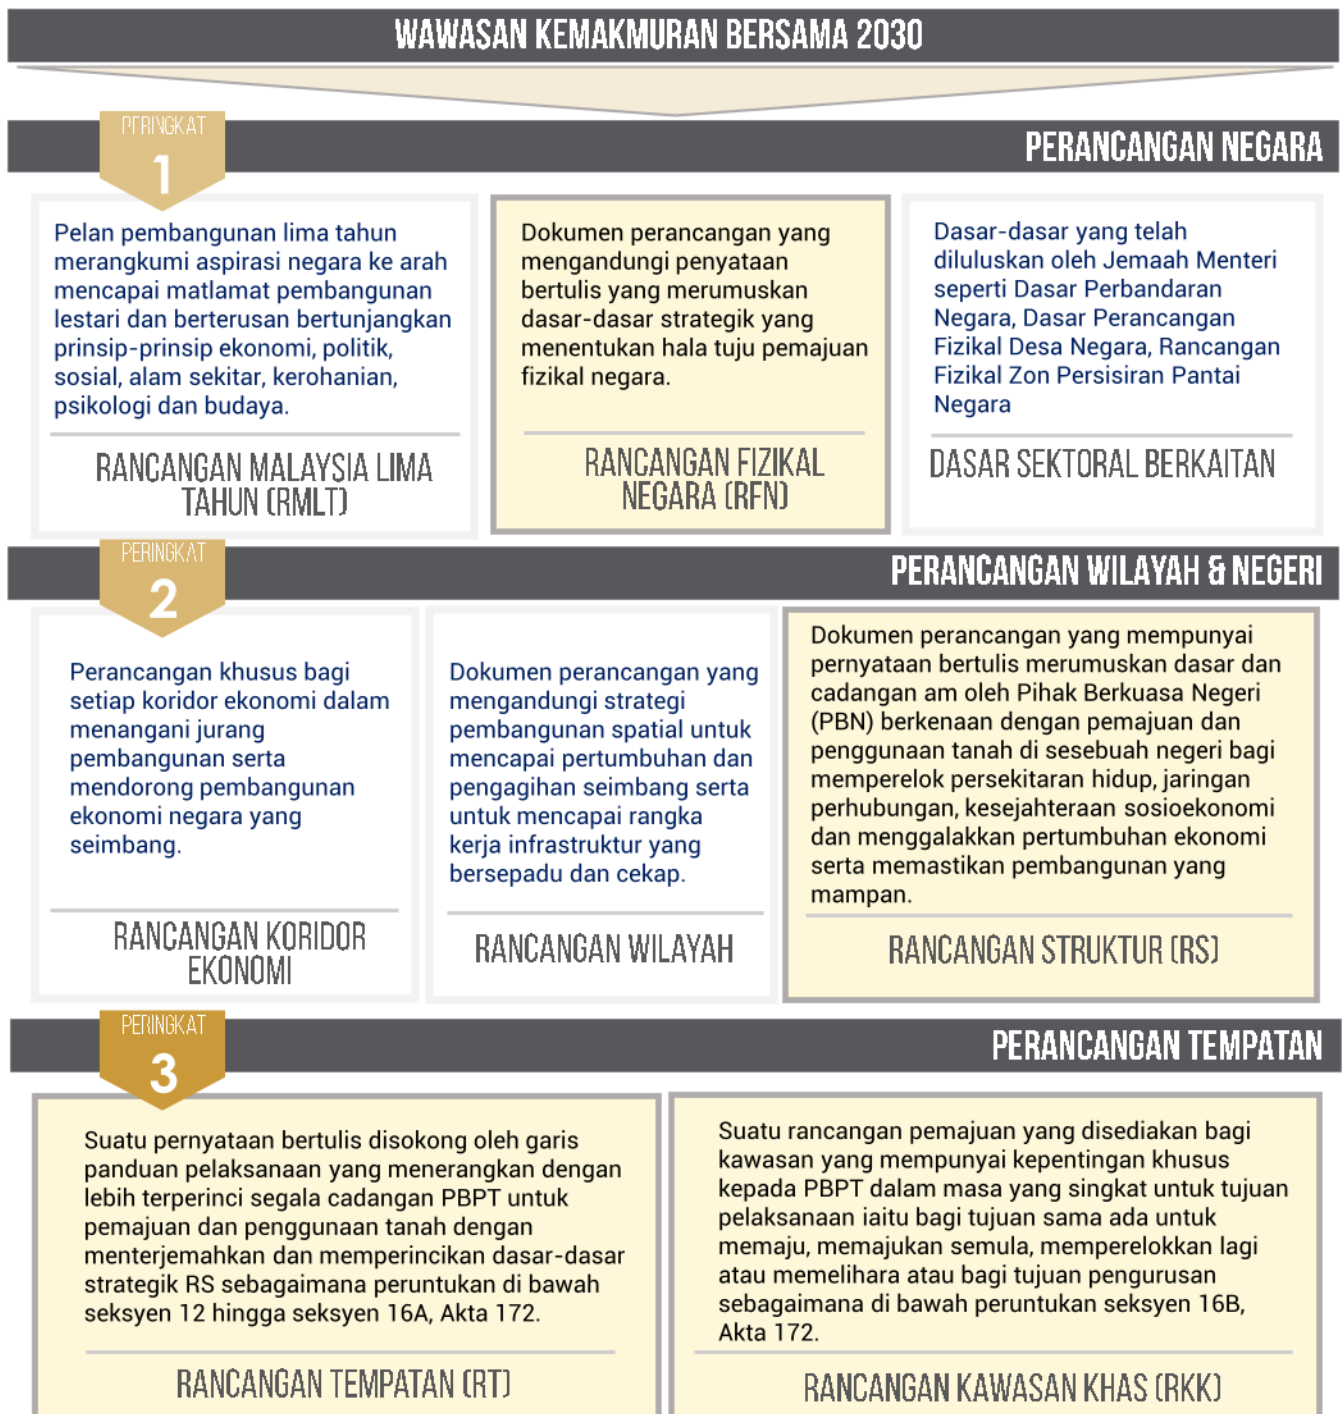 WAWASAN KEMAKMURAN BERSAMA 2030
PERINGKAT
1
PERANCANGAN NEGARA
Pelan pembangunan lima tahun
merangkumi aspirasi negara ke arah
mencapai matlamat pembangunan
lestari dan berterusan bertunjangkan
prinsip-prinsip ekonomi, politik,
sosial, alam sekitar, kerohanian,
psikologi dan budaya.
RANCANGAN MALAYSIA LIMA
TAHUN (RMLT)
Dokumen perancangan yang
mengandungi penyataan
bertulis yang merumuskan
dasar-dasar strategik yang
menentukan hala tuju pemajuan
fizikal negara.
RANCANGAN FIZIKAL
NEGARA (RFN)
Dasar-dasar yang telah
diluluskan oleh Jemaah Menteri
seperti Dasar Perbandaran
Negara, Dasar Perancangan
Fizikal Desa Negara, Rancangan
Fizikal Zon Persisiran Pantai
Negara
DASAR SEKTORAL BERKAITAN
PERINGKAT
2
PERANCANGAN WILAYAH & NEGERI
Perancangan khusus bagi
setiap koridor ekonomi dalam
menangani jurang
pembangunan serta
mendorong pembangunan
ekonomi negara yang
seimbang.
RANCANGAN KORIDOR
EKONOMI
Dokumen perancangan yang
mengandungi strategi
pembangunan spatial untuk
mencapai pertumbuhan dan
pengagihan seimbang serta
untuk mencapai rangka
kerja infrastruktur yang
bersepadu dan cekap.
RANCANGAN WILAYAH
Dokumen perancangan yang mempunyai
pernyataan bertulis merumuskan dasar dan
cadangan am oleh Pihak Berkuasa Negeri
(PBN) berkenaan dengan pemajuan dan
penggunaan tanah di sesebuah negeri bagi
memperelok persekitaran hidup, jaringan
perhubungan, kesejahteraan sosioekonomi
dan menggalakkan pertumbuhan ekonomi
serta memastikan pembangunan yang
mampan.
RANCANGAN STRUKTUR (RS)
PERINGKAT
3
PERANCANGAN TEMPATAN
Suatu pernyataan bertulis disokong oleh garis
panduan pelaksanaan yang menerangkan dengan
lebih terperinci segala cadangan PBPT untuk
pemajuan dan penggunaan tanah dengan
menterjemahkan dan memperincikan dasar-dasar
strategik RS sebagaimana peruntukan di bawah
seksyen 12 hingga seksyen 16A, Akta 172.
RANCANGAN TEMPATAN (RT)
Suatu rancangan pemajuan yang disediakan bagi
kawasan yang mempunyai kepentingan khusus
kepada PBPT dalam masa yang singkat untuk tujuan
pelaksanaan iaitu bagi tujuan sama ada untuk
memaju, memajukan semula, memperelokkan lagi
atau memelihara atau bagi tujuan pengurusan
sebagaimana di bawah peruntukan seksyen 16B,
Akta 172.
RANCANGAN KAWASAN KHAS (RKK)